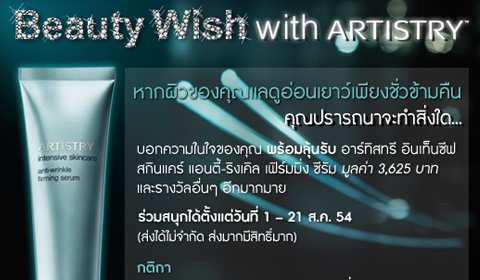 Beauty Wish with ARTISTRY™
หากผิวของคุณแลดูอ่อนเยาว์เพียงชั่วข้ามคืน
คุณปรารถนาจะทำสิ่งใด...
ARTISTRY
intensive skincare
anti-wrinkle
firming serum
บอกความในใจของคุณ พร้อมลุ้นรับ อาร์ทิสทรี อินเท็นซีฟ
สกินแคร์ แอนตี้-ริงเคิล เฟิร์มมิ่ง ซีรัม มูลค่า 3,625 บาท
และรางวัลอื่นๆ อีกมากมาย
ร่วมสนุกได้ตั้งแต่วันที่ 1 – 21 ส.ค. 54
(ส่งได้ไม่จำกัด ส่งมากมีสิทธิ์มาก)
กติกา